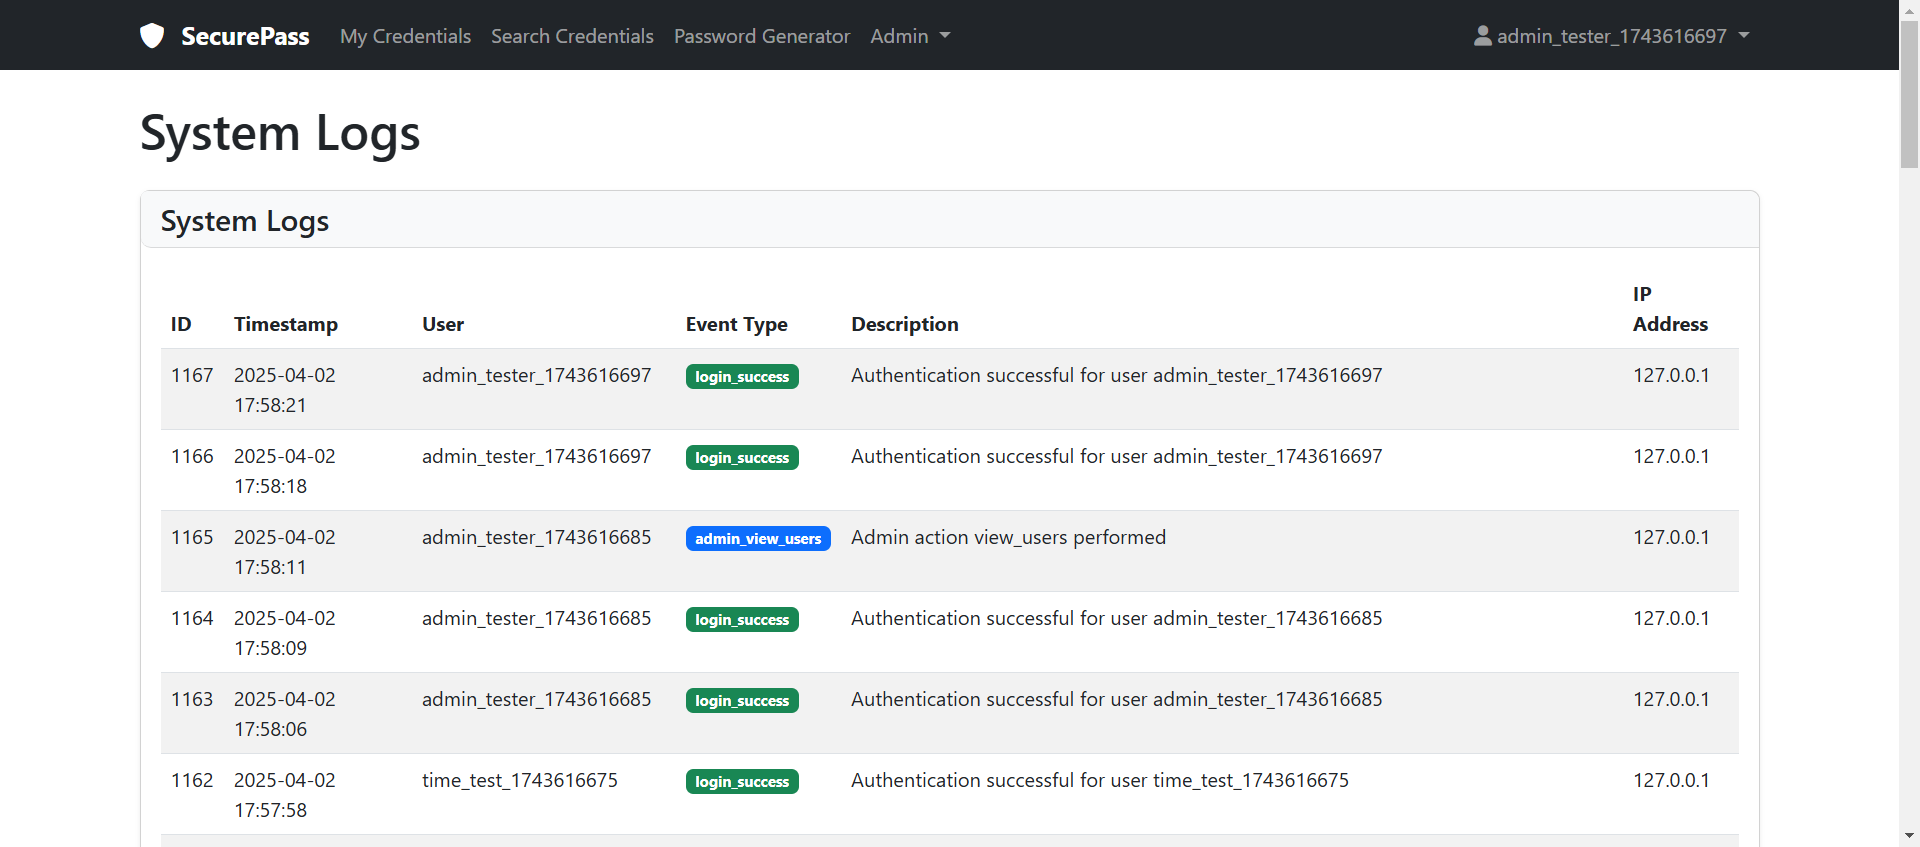 SecurePass My Credentials Search Credentials Password Generator Admin admin_tester_1743616697
System Logs
System Logs
ID Timestamp User Event Type Description IP Address
1167 2025-04-02 17:58:21 admin_tester_1743616697 login_success Authentication successful for user admin_tester_1743616697 127.0.0.1
1166 2025-04-02 17:58:18 admin_tester_1743616697 login_success Authentication successful for user admin_tester_1743616697 127.0.0.1
1165 2025-04-02 17:58:11 admin_tester_1743616685 admin_view_users Admin action view_users performed 127.0.0.1
1164 2025-04-02 17:58:09 admin_tester_1743616685 login_success Authentication successful for user admin_tester_1743616685 127.0.0.1
1163 2025-04-02 17:58:06 admin_tester_1743616685 login_success Authentication successful for user admin_tester_1743616685 127.0.0.1
1162 2025-04-02 17:57:58 time_test_1743616675 login_success Authentication successful for user time_test_1743616675 127.0.0.1